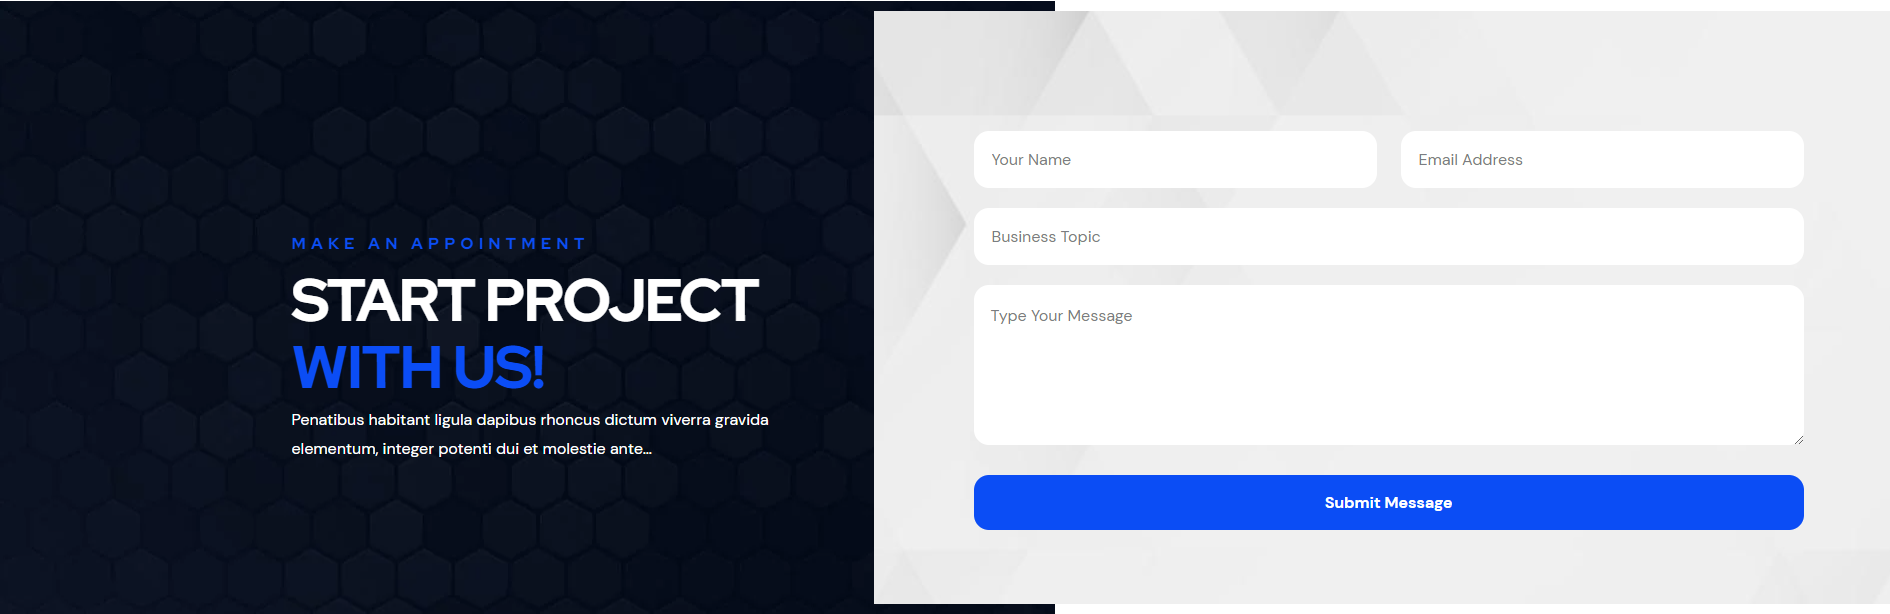 MAKE AN APPOINTMENT
START PROJECT
WITH US!
Penatibus habitant ligula dapibus rhoncus dictum viverra gravida
elementum, integer potenti dui et molestie ante...
Your Name
Email Address
Business Topic
Type Your Message
Submit Message